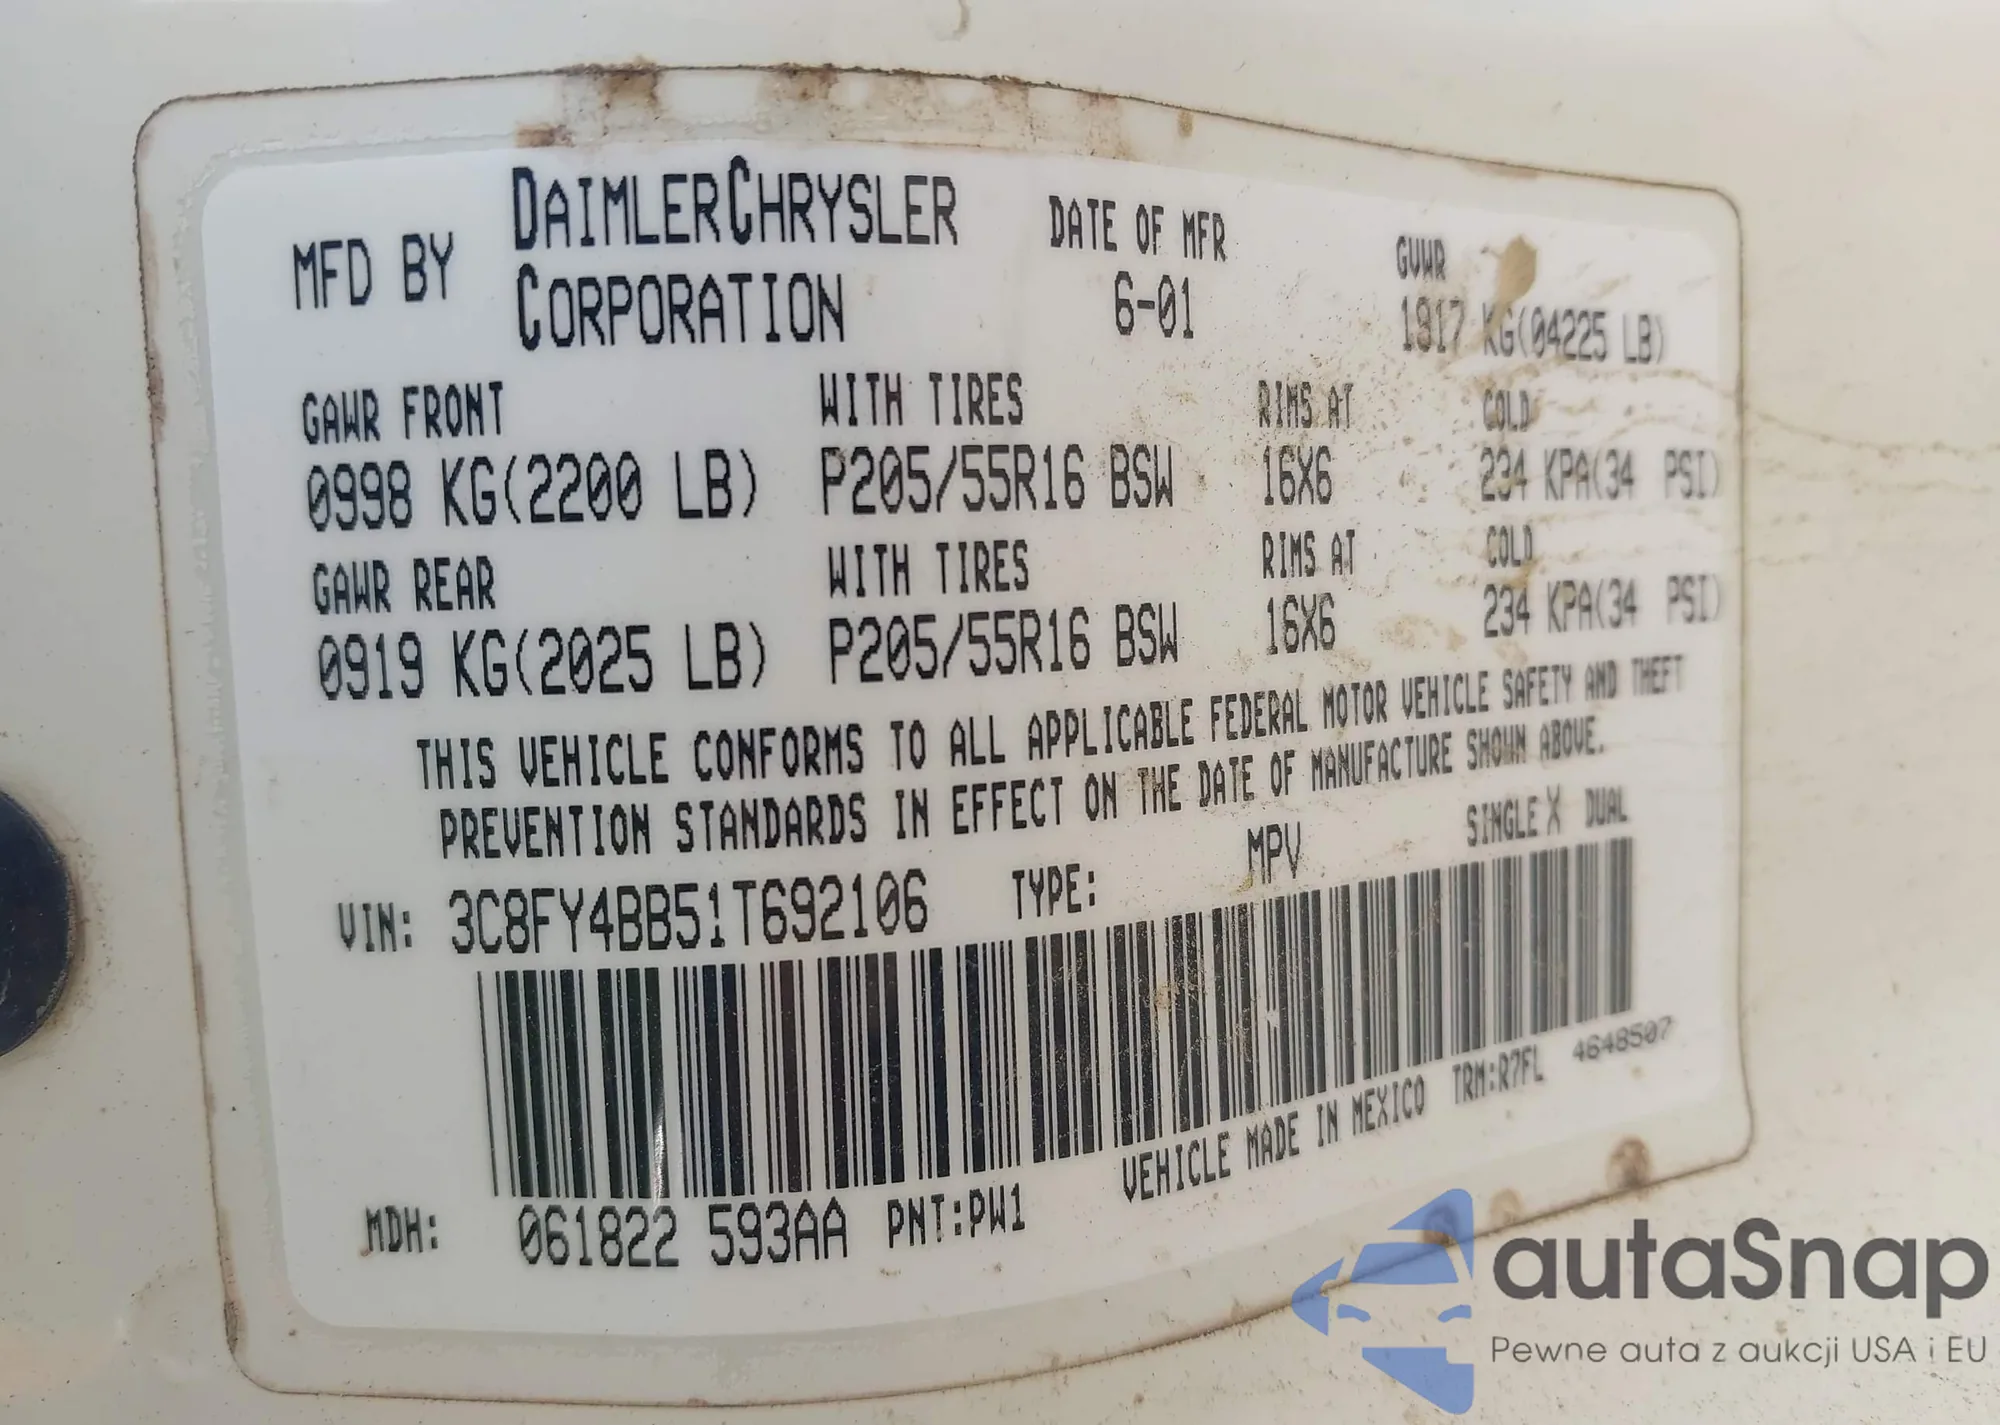 MFD BY DAIMLERCHRYSLER CORPORATION
DATE OF MFR
6-01
GVWR
1917 KG(04225 LB)
GAWR FRONT WITH TIRES RIMS AT COLD
0998 KG(2200 LB) P205/55R16 BSW 16X6 234 KPA(34 PSI)
GAWR REAR WITH TIRES RIMS AT COLD
0919 KG(2025 LB) P205/55R16 BSW 16X6 234 KPA(34 PSI)
THIS VEHICLE CONFORMS TO ALL APPLICABLE FEDERAL MOTOR VEHICLE SAFETY AND THEFT
PREVENTION STANDARDS IN EFFECT ON THE DATE OF MANUFACTURE SHOWN ABOVE.
VIN: 3C8FY4BB51T692106 TYPE: MPV SINGLE X DUAL
MDH: 061822 593AA PNT:PW1 VEHICLE MADE IN MEXICO TRM:R7FL 4648507
autaSnap
Pewne auta z aukcji USA i EU